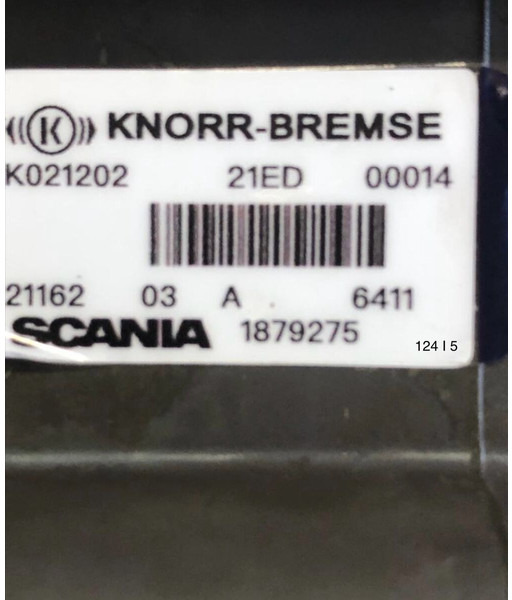 K KNORR-BREMSE
K021202 21ED 00014
21162 03 A 6411
SCANIA 1879275
124 I 5